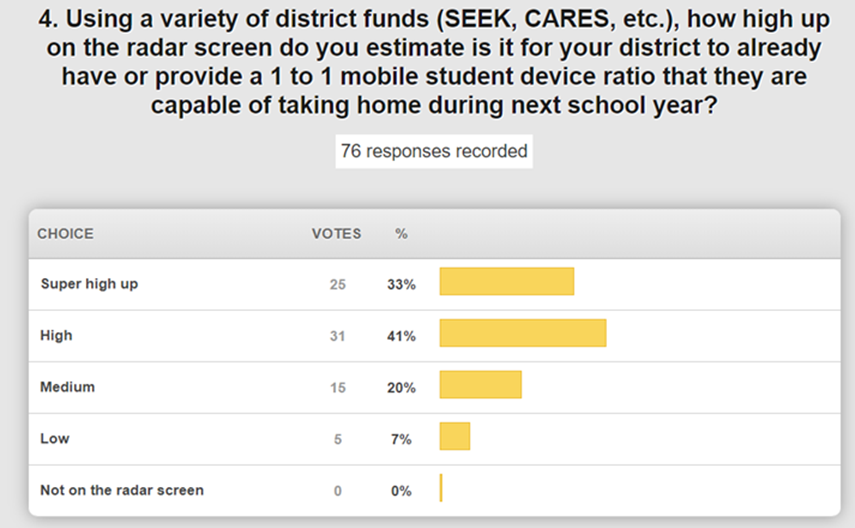 4. Using a variety of district funds (SEEK, CARES, etc.), how high up
on the radar screen do you estimate is it for your district to already
have or provide a 1 to 1 mobile student device ratio that they are
capable of taking home during next school year?
76 responses recorded
CHOICE VOTES %
Super high up 25 33%
High 31 41%
Medium 15 20%
Low 5 7%
Not on the radar screen 0 0%